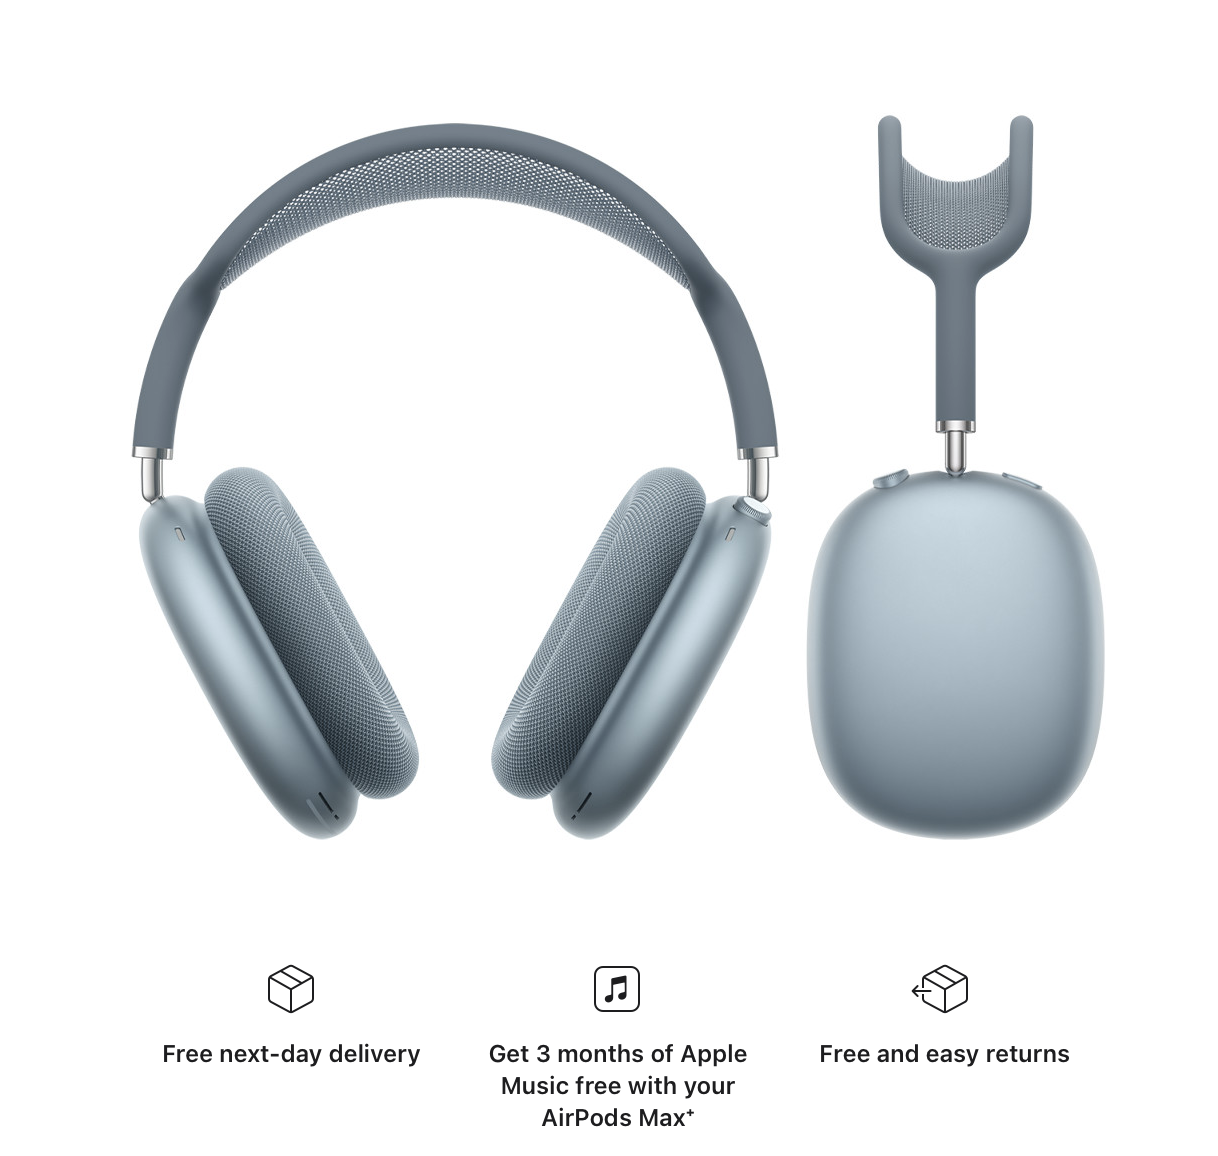 Free next-day delivery
Get 3 months of Apple
Music free with your
AirPods Max⁺
Free and easy returns